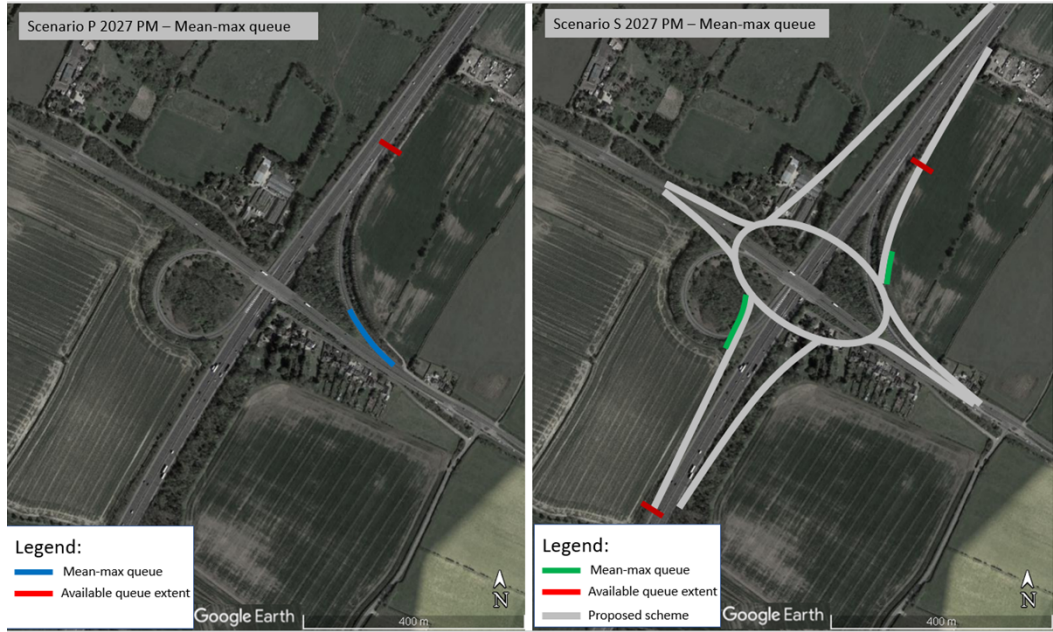 Scenario P 2027 PM – Mean-max queue
Legend:
Mean-max queue
Available queue extent
Google Earth
N
400 m
Scenario S 2027 PM – Mean-max queue
Legend:
Mean-max queue
Available queue extent
Proposed scheme
Google Earth
N
400 m